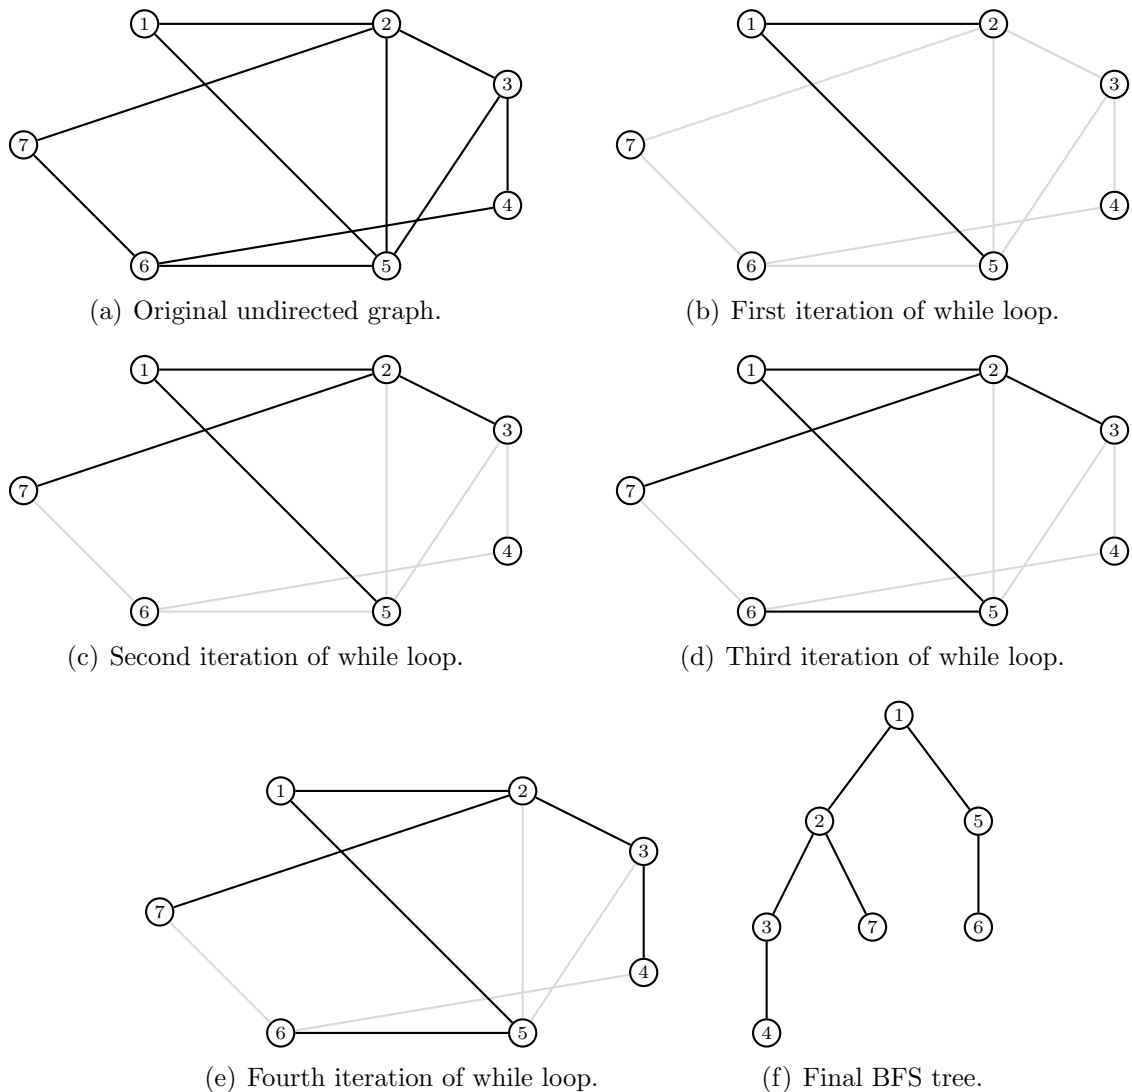 1 2 3 7 4 6 5
(a) Original undirected graph.
1 2 3 7 4 6 5
(b) First iteration of while loop.
1 2 3 7 4 6 5
(c) Second iteration of while loop.
1 2 3 7 4 6 5
(d) Third iteration of while loop.
1 2 3 7 4 6 5
(e) Fourth iteration of while loop.
1
2 5
3 7 6
4
(f) Final BFS tree.